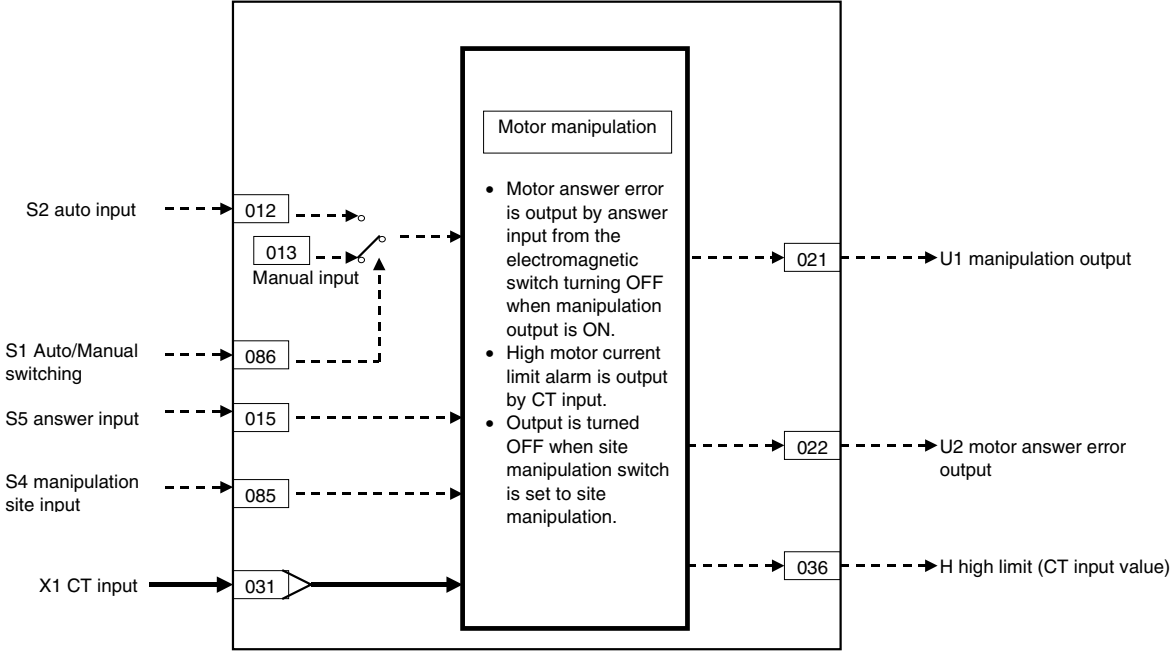 Motor manipulation
• Motor answer error
is output by answer
input from the
electromagnetic
switch turning OFF
when manipulation
output is ON.
• High motor current
limit alarm is output
by CT input.
• Output is turned
OFF when site
manipulation switch
is set to site
manipulation.
S2 auto input
012
013
Manual input
S1 Auto/Manual
switching
086
S5 answer input
015
S4 manipulation
site input
085
X1 CT input
031
021
U1 manipulation output
022
U2 motor answer error
output
036
H high limit (CT input value)